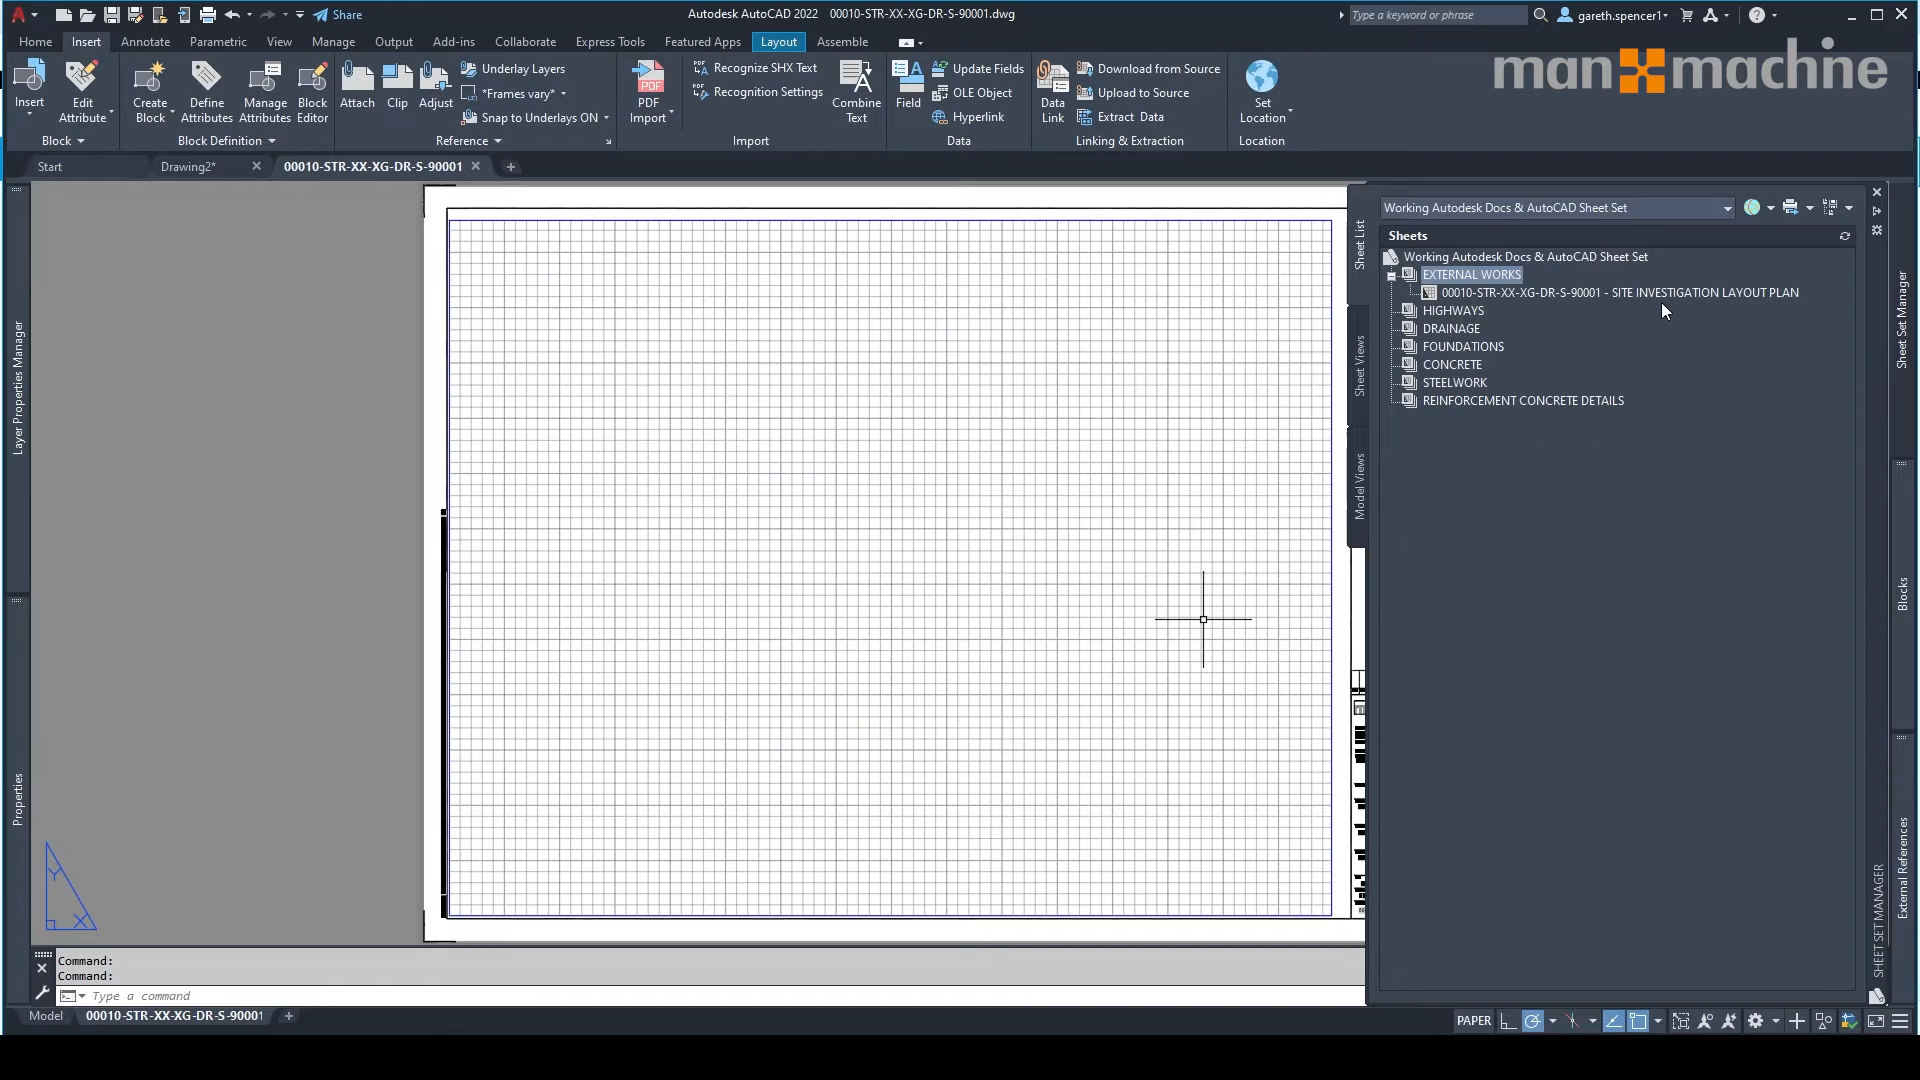 Share
Autodesk AutoCAD 2022 00010-STR-XX-XG-DR-S-90001.dwg
Type a keyword or phrase
gareth.spencer1
Home Insert Annotate Parametric View Manage Output Add-ins Collaborate Express Tools Featured Apps Layout Assemble
man machine
Insert
Edit
Attribute
Create
Block
Define
Attributes
Manage
Attributes
Block
Editor
Attach
Clip
Adjust
Underlay Layers
*Frames vary*
Snap to Underlays ON
PDF
PDF
Import
Recognize SHX Text
Recognition Settings
Combine
Text
Field
Update Fields
OLE Object
Hyperlink
Data
Link
Download from Source
Upload to Source
Extract Data
Set
Location
Block
Block Definition
Reference
Import
Data
Linking & Extraction
Location
Start
Drawing2*
00010-STR-XX-XG-DR-S-90001
Layer Properties Manager
Properties
Sheet List
Sheet Views
Model Views
Working Autodesk Docs & AutoCAD Sheet Set
Sheets
Working Autodesk Docs & AutoCAD Sheet Set
EXTERNAL WORKS
00010-STR-XX-XG-DR-S-90001 - SITE INVESTIGATION LAYOUT PLAN
HIGHWAYS
DRAINAGE
FOUNDATIONS
CONCRETE
STEELWORK
REINFORCEMENT CONCRETE DETAILS
SHEET SET MANAGER
Sheet Set Manager
Blocks
External References
Y
X
Command:
Command:
Type a command
Model
00010-STR-XX-XG-DR-S-90001
PAPER